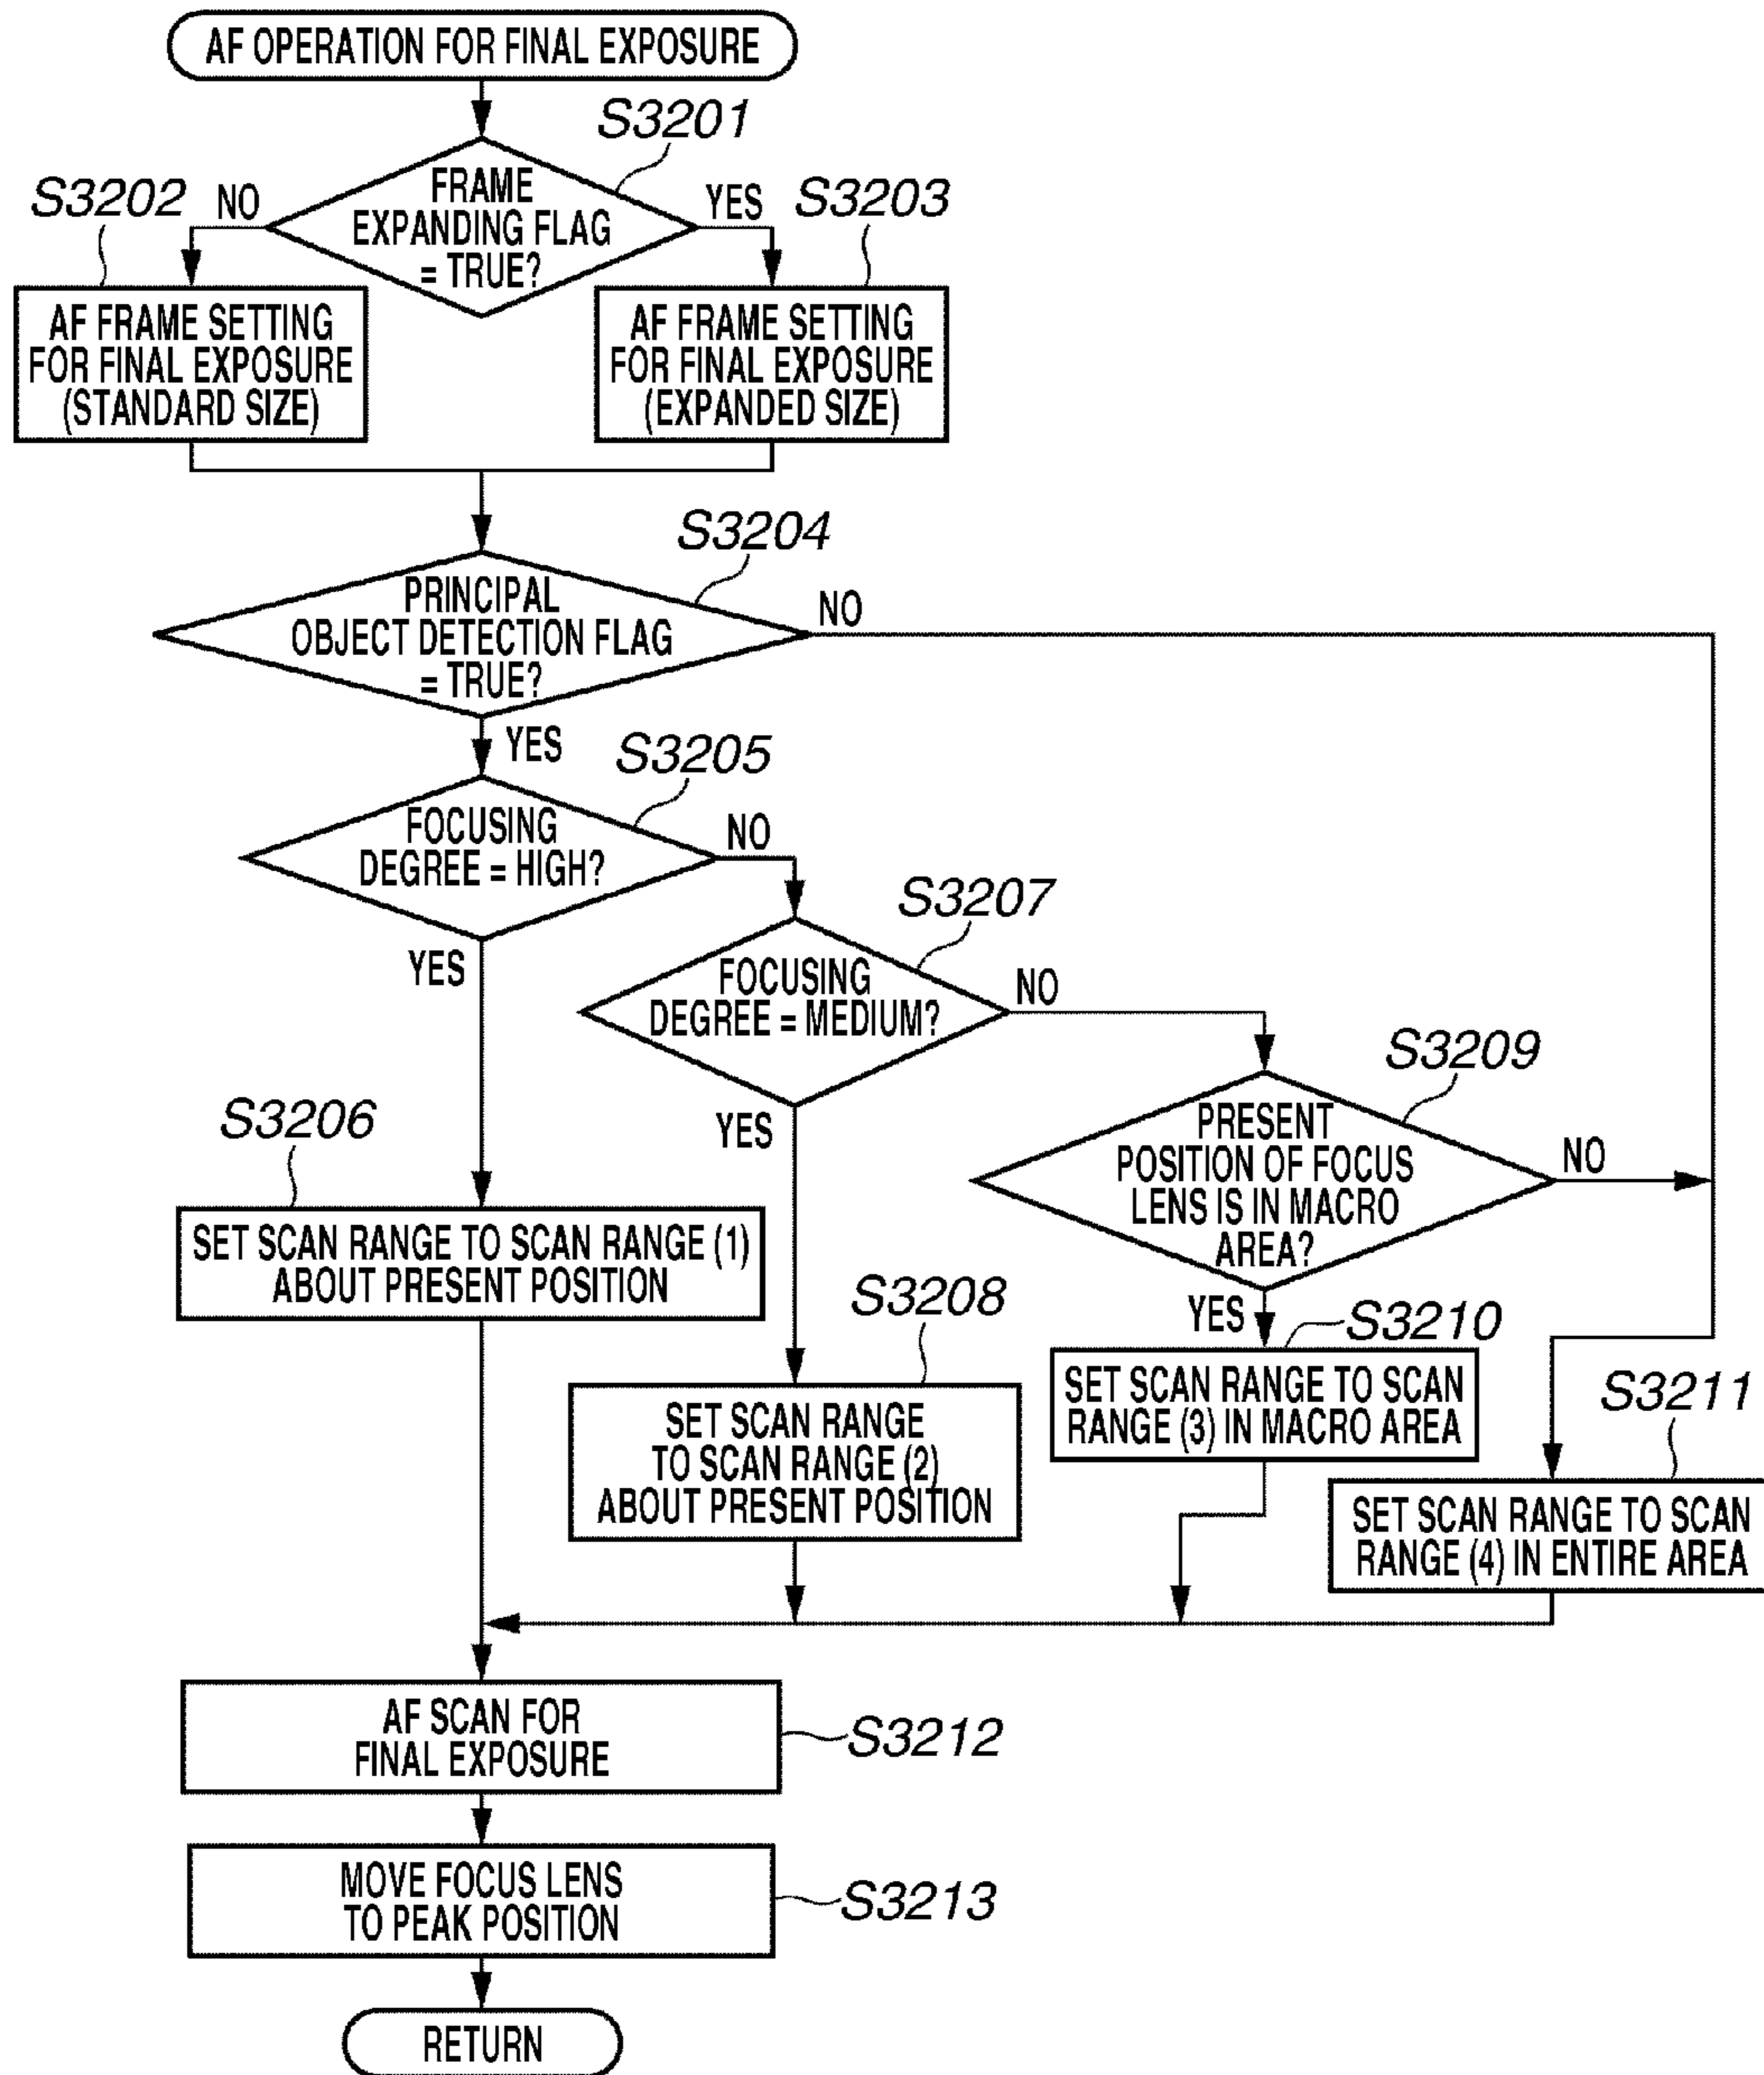 AF OPERATION FOR FINAL EXPOSURE
S3201
FRAME
EXPANDING FLAG
= TRUE?
NO
YES
S3202
S3203
AF FRAME SETTING
FOR FINAL EXPOSURE
(STANDARD SIZE)
AF FRAME SETTING
FOR FINAL EXPOSURE
(EXPANDED SIZE)
S3204
PRINCIPAL
OBJECT DETECTION FLAG
= TRUE?
NO
YES
S3205
FOCUSING
DEGREE = HIGH?
NO
YES
S3207
FOCUSING
DEGREE = MEDIUM?
NO
YES
S3209
PRESENT
POSITION OF FOCUS
LENS IS IN MACRO
AREA?
NO
YES
S3206
SET SCAN RANGE TO SCAN RANGE (1)
ABOUT PRESENT POSITION
S3208
SET SCAN RANGE
TO SCAN RANGE (2)
ABOUT PRESENT POSITION
S3210
SET SCAN RANGE TO SCAN
RANGE (3) IN MACRO AREA
S3211
SET SCAN RANGE TO SCAN
RANGE (4) IN ENTIRE AREA
AF SCAN FOR
FINAL EXPOSURE
S3212
MOVE FOCUS LENS
TO PEAK POSITION
S3213
RETURN